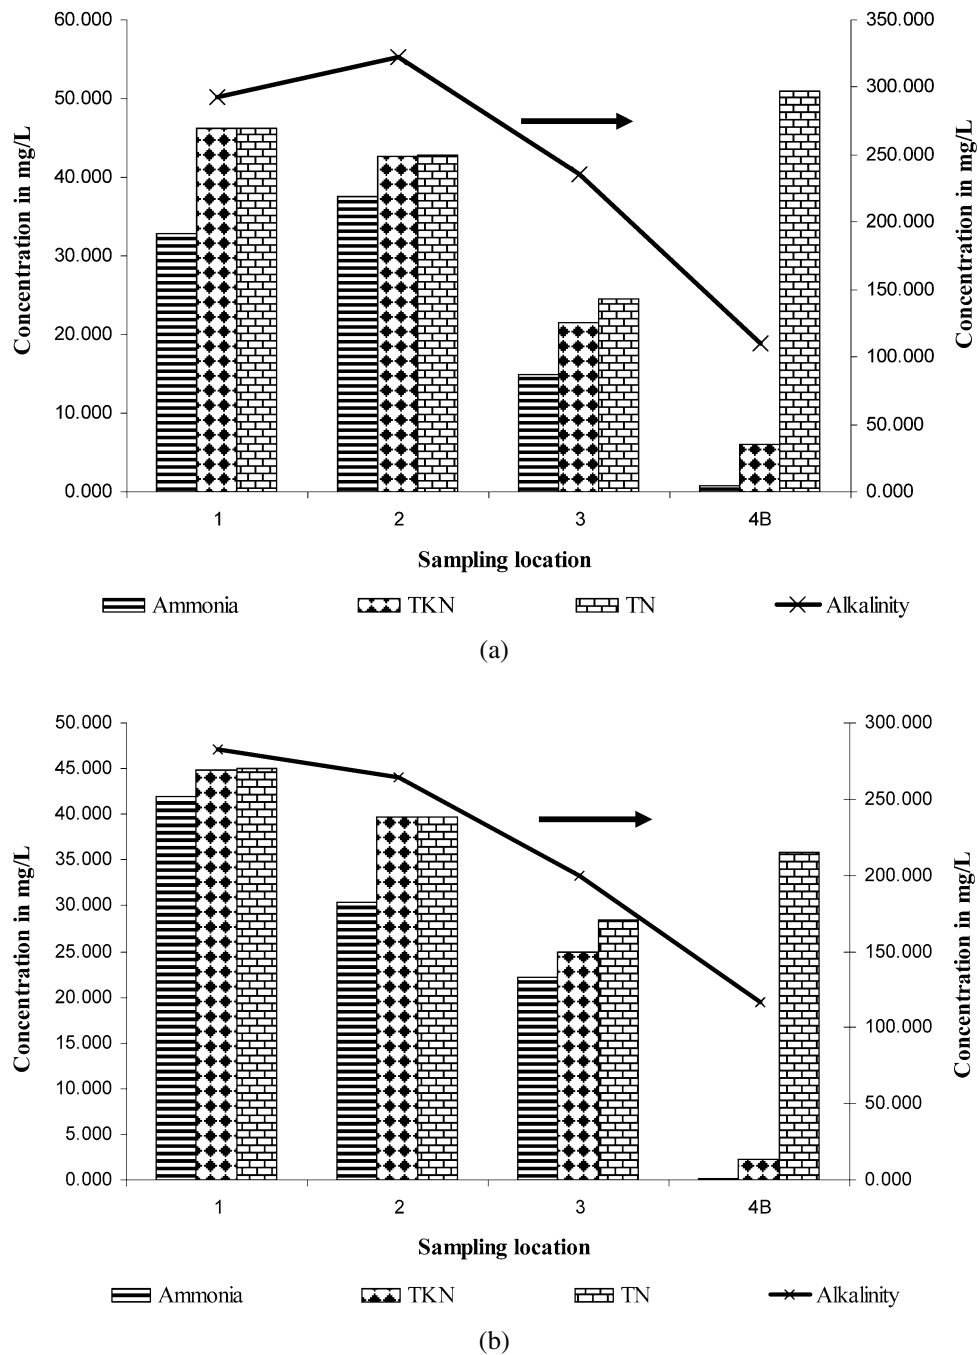 60.000 350.000
50.000 300.000
40.000 250.000
30.000 200.000
20.000 150.000
10.000 100.000
0.000 50.000
0.000
Concentration in mg/L
Concentration in mg/L
1 2 3 4B
Sampling location
Ammonia TKN TN Alkalinity
(a)
50.000 300.000
45.000 250.000
40.000 200.000
35.000 150.000
30.000 100.000
25.000 50.000
20.000 0.000
15.000
10.000
5.000
0.000
Concentration in mg/L
Concentration in mg/L
1 2 3 4B
Sampling location
Ammonia TKN TN Alkalinity
(b)